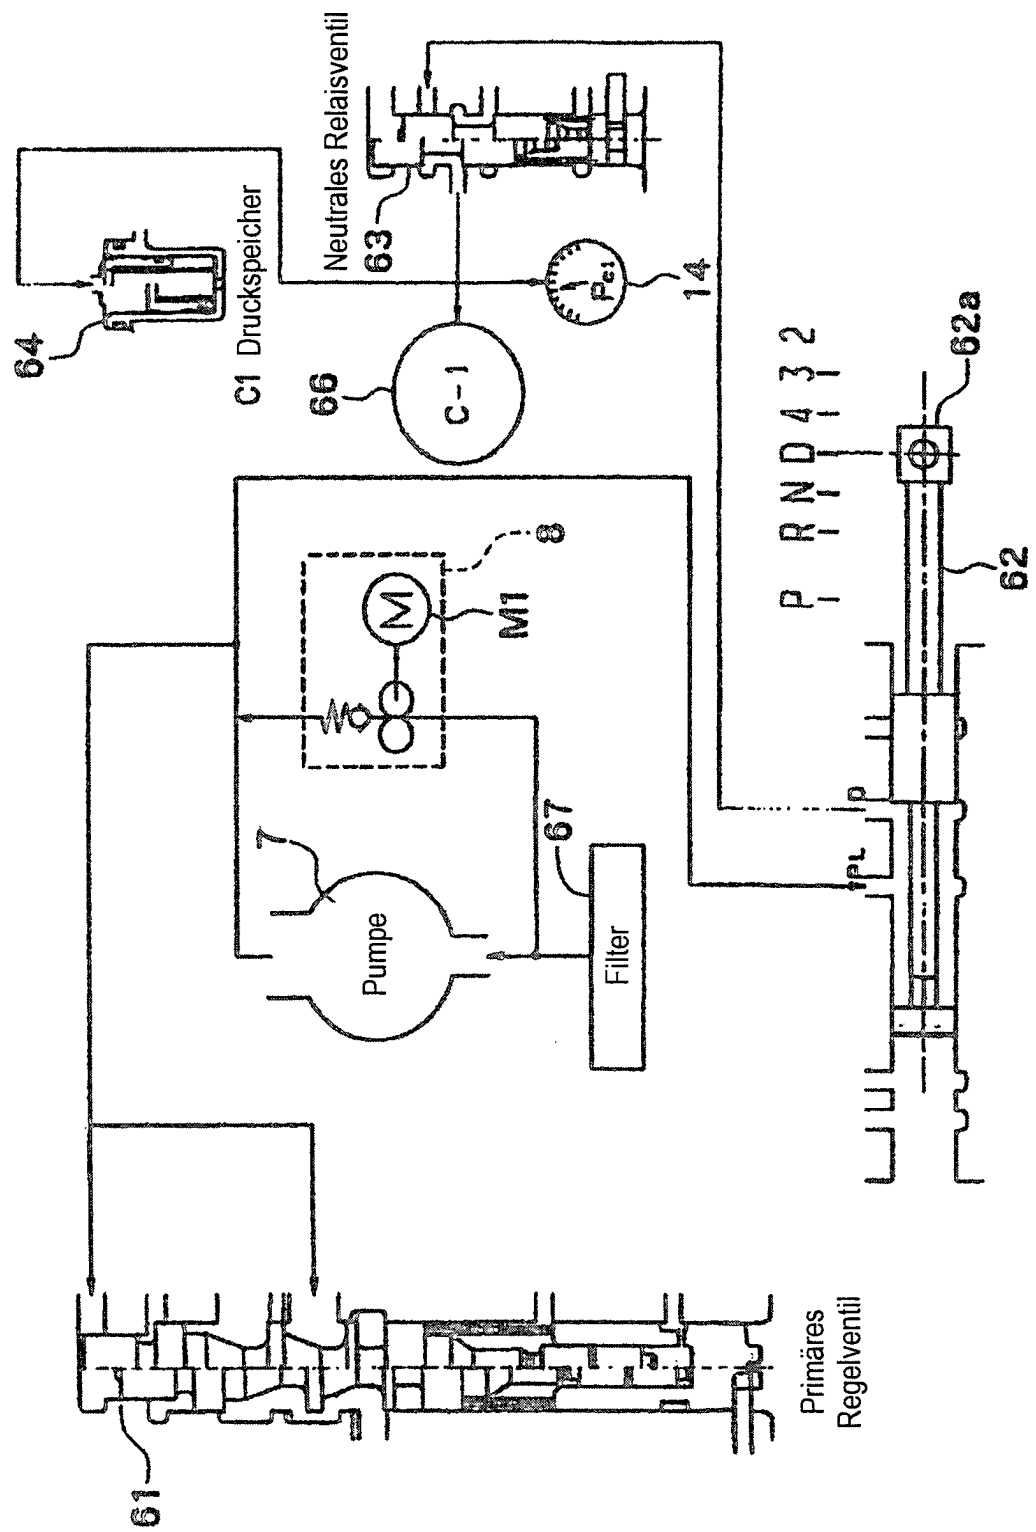 61
Primäres
Regelventil
7
Pumpe
67
Filter
M
M1
8
64
C1 Druckspeicher
66
C-1
Neutrales Relaisventil
63
Pc1
14
PL
D
P R N D 4 3 2
62
62a